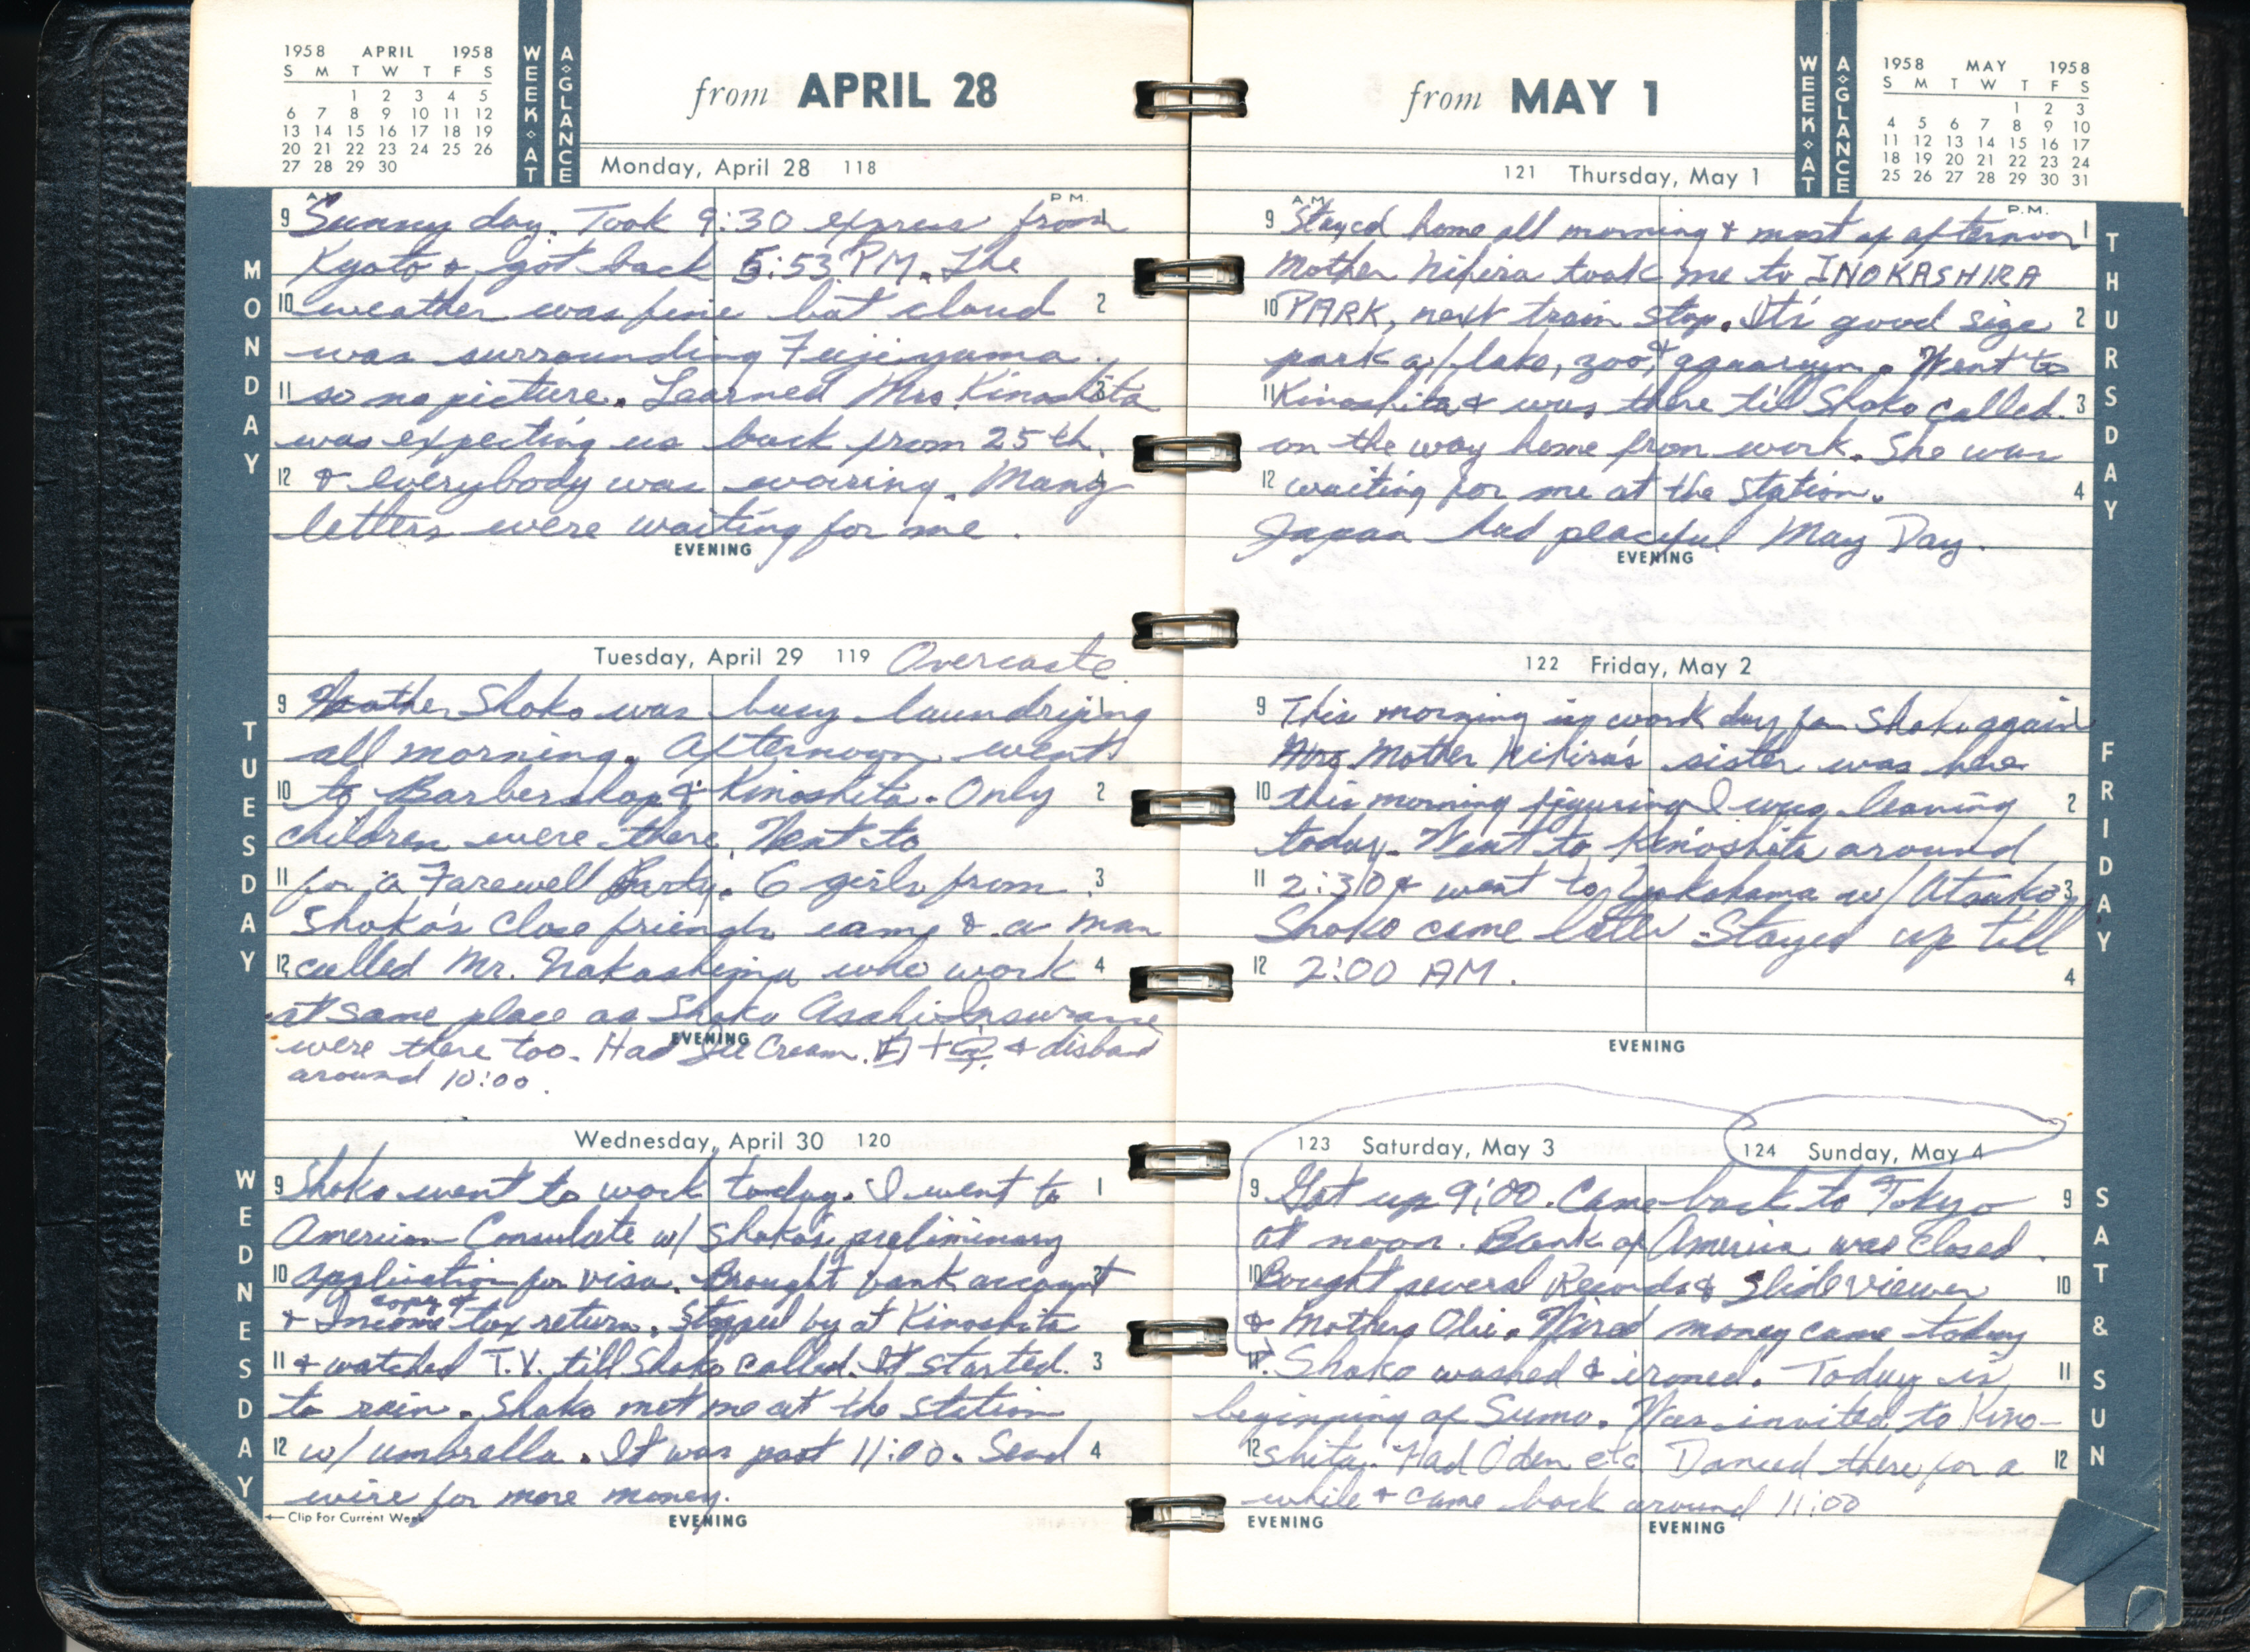 1958 APRIL 1958
S M T W T F S
1 2 3 4 5
6 7 8 9 10 11 12
13 14 15 16 17 18 19
20 21 22 23 24 25 26
27 28 29 30
WEEK AT A GLANCE
from APRIL 28
Monday, April 28 118
MONDAY
A.M. P.M.
9 Sunny day. Took 9:30 express from 1
Kyoto & got back 5:53 PM. The
10 weather was fine but cloud 2
was surrounding Fujiyama.
11 so no picture. Learned Mrs. Kinoshita 3
was expecting us back from 25th.
12 & everybody was worring. Many 4
letters were waiting for me.
EVENING
Tuesday, April 29 119 Overcaste
TUESDAY
9 Shoko was busy laundrying 1
all morning. Afternoon went
10 to Barbershop & Kinoshita. Only 2
children were there. Went to
11 for a Farewell Party. 6 girls from 3
Shoko's close friends came & a man
12 called Mr. Nakashima who work 4
at same place as Shoko Asahi Insurance
were there too. Had Ice Cream. & disband
EVENING
around 10:00.
Wednesday, April 30 120
WEDNESDAY
9 Shoko went to work today. I went to 1
American Consulate w/ Shoko's preliminary
10 application for visa. Brought bank account 2
copy of
& Income tax return. Stopped by at Kinoshita
11 & watched T.V. till Shoko called. It started. 3
to rain. Shoko met me at the station
12 w/ umbrella. It was past 11:00. Send 4
wire for more money.
←Clip For Current Week
EVENING
from MAY 1
WEEK AT A GLANCE
1958 MAY 1958
S M T W T F S
1 2 3
4 5 6 7 8 9 10
11 12 13 14 15 16 17
18 19 20 21 22 23 24
25 26 27 28 29 30 31
121 Thursday, May 1
THURSDAY
A.M. P.M.
9 Stayed home all morning & most of afternoon 1
Mother Nihira took me to INOKASHIRA
10 PARK, next train stop. It's good size 2
park w/ lake, zoo, & aquaryum. Went to
11 Kinoshita & was there till Shoko called. 3
on the way home from work. She was
12 waiting for me at the station. 4
Japan had peaceful May Day.
EVENING
122 Friday, May 2
FRIDAY
9 This morning is work day for Shoko again 1
Mrs Mother Nihira's sister was here
10 this morning figuring I was leaving 2
today. Went to Kinoshita around
11 2:30 & went to Yokohama w/ Atsuko 3
Shoko came later. Stayed up till
12 2:00 AM. 4
EVENING
123 Saturday, May 3 124 Sunday, May 4
SAT & SUN
9 Got up 9:00. Came back to Tokyo 9
at noon. Bank of America was closed.
10 Bought several Records & Slide viewer 10
& Mothers Obi. Wired money came today
11 Shoko washed & ironed. Today is 11
beginning of Sumo. Was invited to Kino-
12 shita. Had Oden etc. Danced there for a 12
while & came back around 11:00
EVENING EVENING